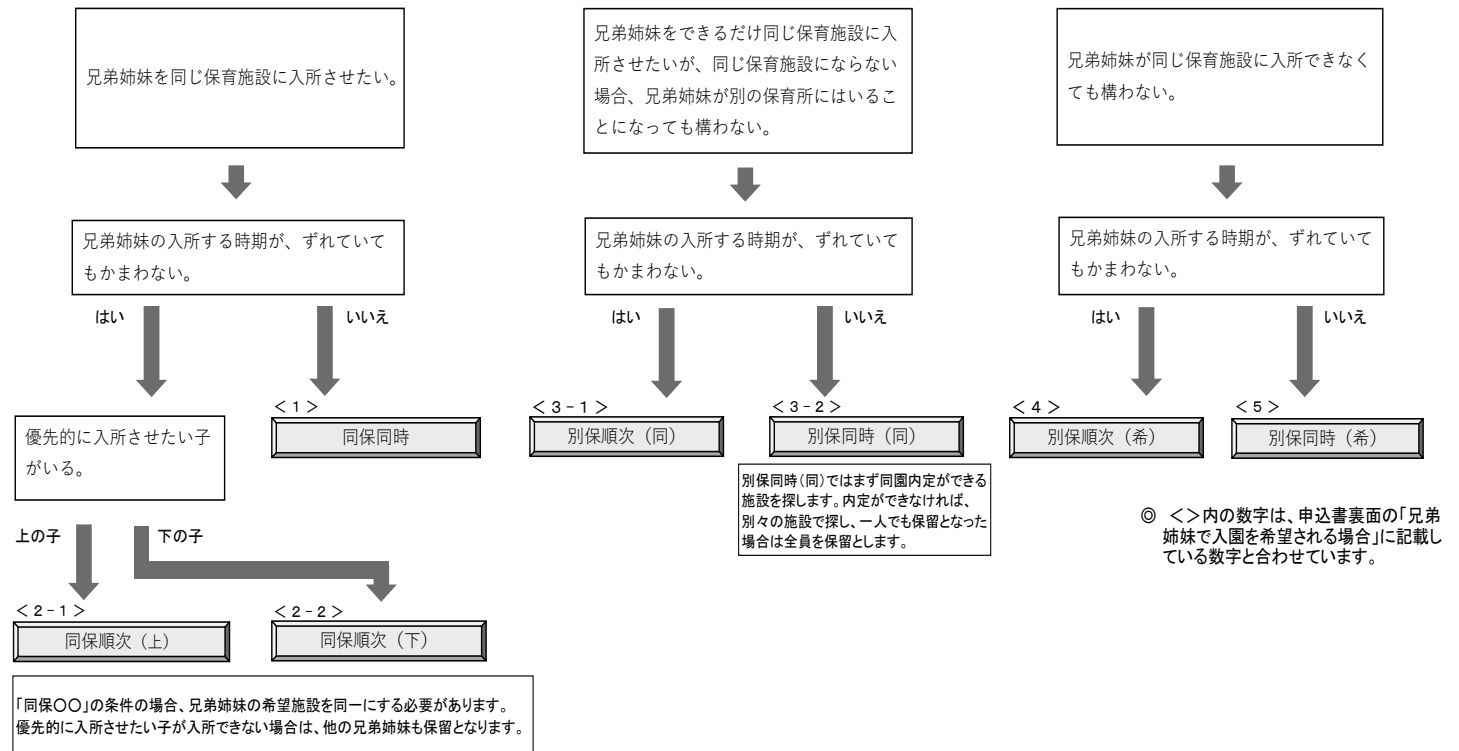 兄弟姉妹を同じ保育施設に入所させたい。
兄弟姉妹の入所する時期が、ずれていて
もかまわない。
はい
いいえ
優先的に入所させたい子
がいる。
<1>
同保同時
上の子
下の子
<2-1>
同保順次(上)
<2-2>
同保順次(下)
「同保〇〇」の条件の場合、兄弟姉妹の希望施設を同一にする必要があります。
優先的に入所させたい子が入所できない場合は、他の兄弟姉妹も保留となります。
兄弟姉妹をできるだけ同じ保育施設に入
所させたいが、同じ保育施設にならない
場合、兄弟姉妹が別の保育所にはいるこ
とになっても構わない。
兄弟姉妹の入所する時期が、ずれていて
もかまわない。
はい
いいえ
<3-1>
別保順次(同)
<3-2>
別保同時(同)
別保同時(同)ではまず同園内定ができる
施設を探します。内定ができなければ、
別々の施設で探し、一人でも保留となった
場合は全員を保留とします。
兄弟姉妹が同じ保育施設に入所できなく
ても構わない。
兄弟姉妹の入所する時期が、ずれていて
もかまわない。
はい
いいえ
<4>
別保順次(希)
<5>
別保同時(希)
◎ <>内の数字は、申込書裏面の「兄弟
姉妹で入園を希望される場合」に記載し
ている数字と合わせています。